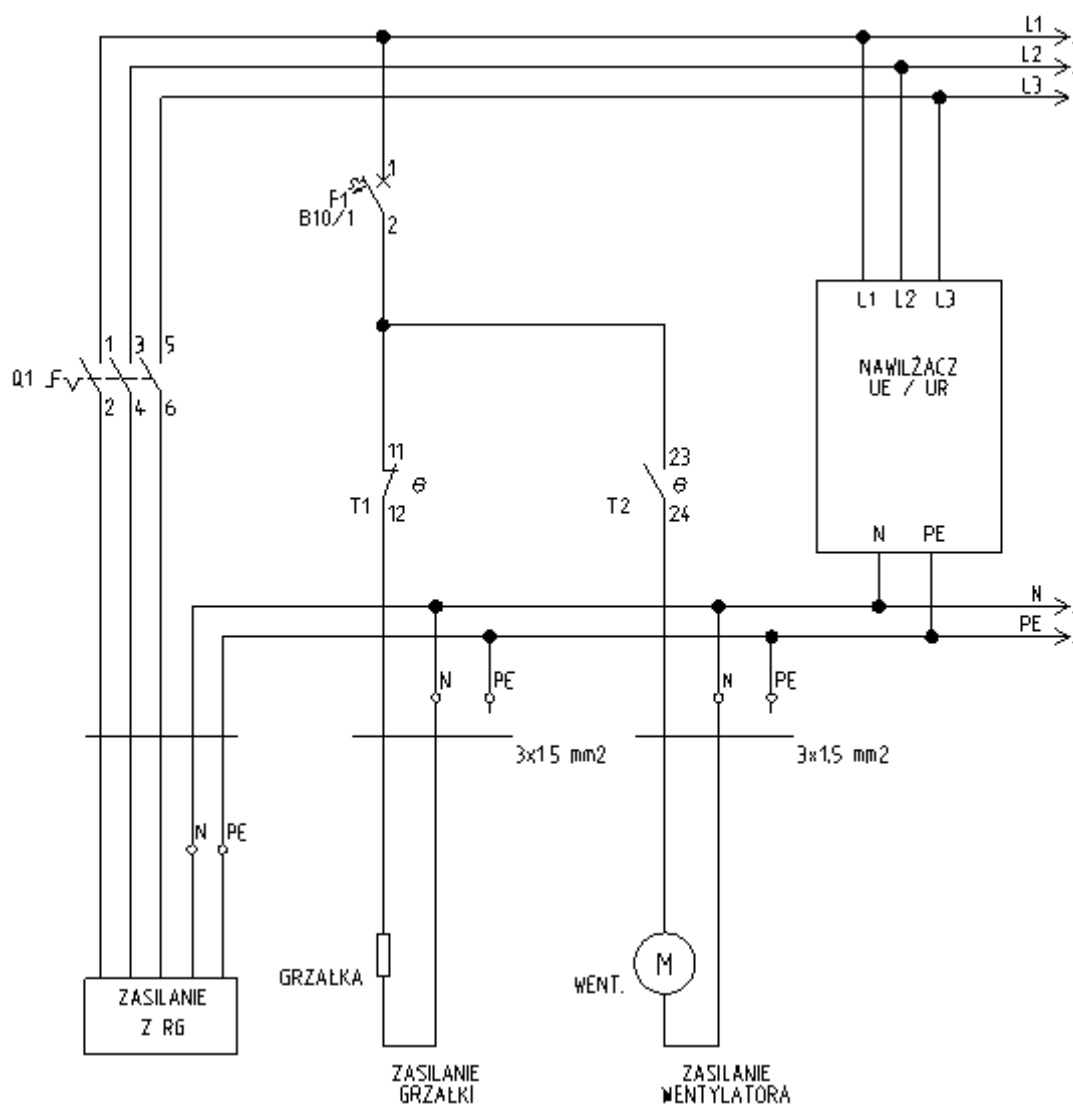 L1
L2
L3
1
F1
B10/1
2
L1 L2 L3
NAWILŻACZ
UE / UR
N PE
Q1
1 3 5
2 4 6
11
T1
12
Θ
23
T2
24
Θ
N
PE
N PE
3x1.5 mm2
N PE
3x1.5 mm2
N PE
GRZAŁKA
M
WENT.
ZASILANIE
Z RG
ZASILANIE
GRZAŁKI
ZASILANIE
WENTYLATORA